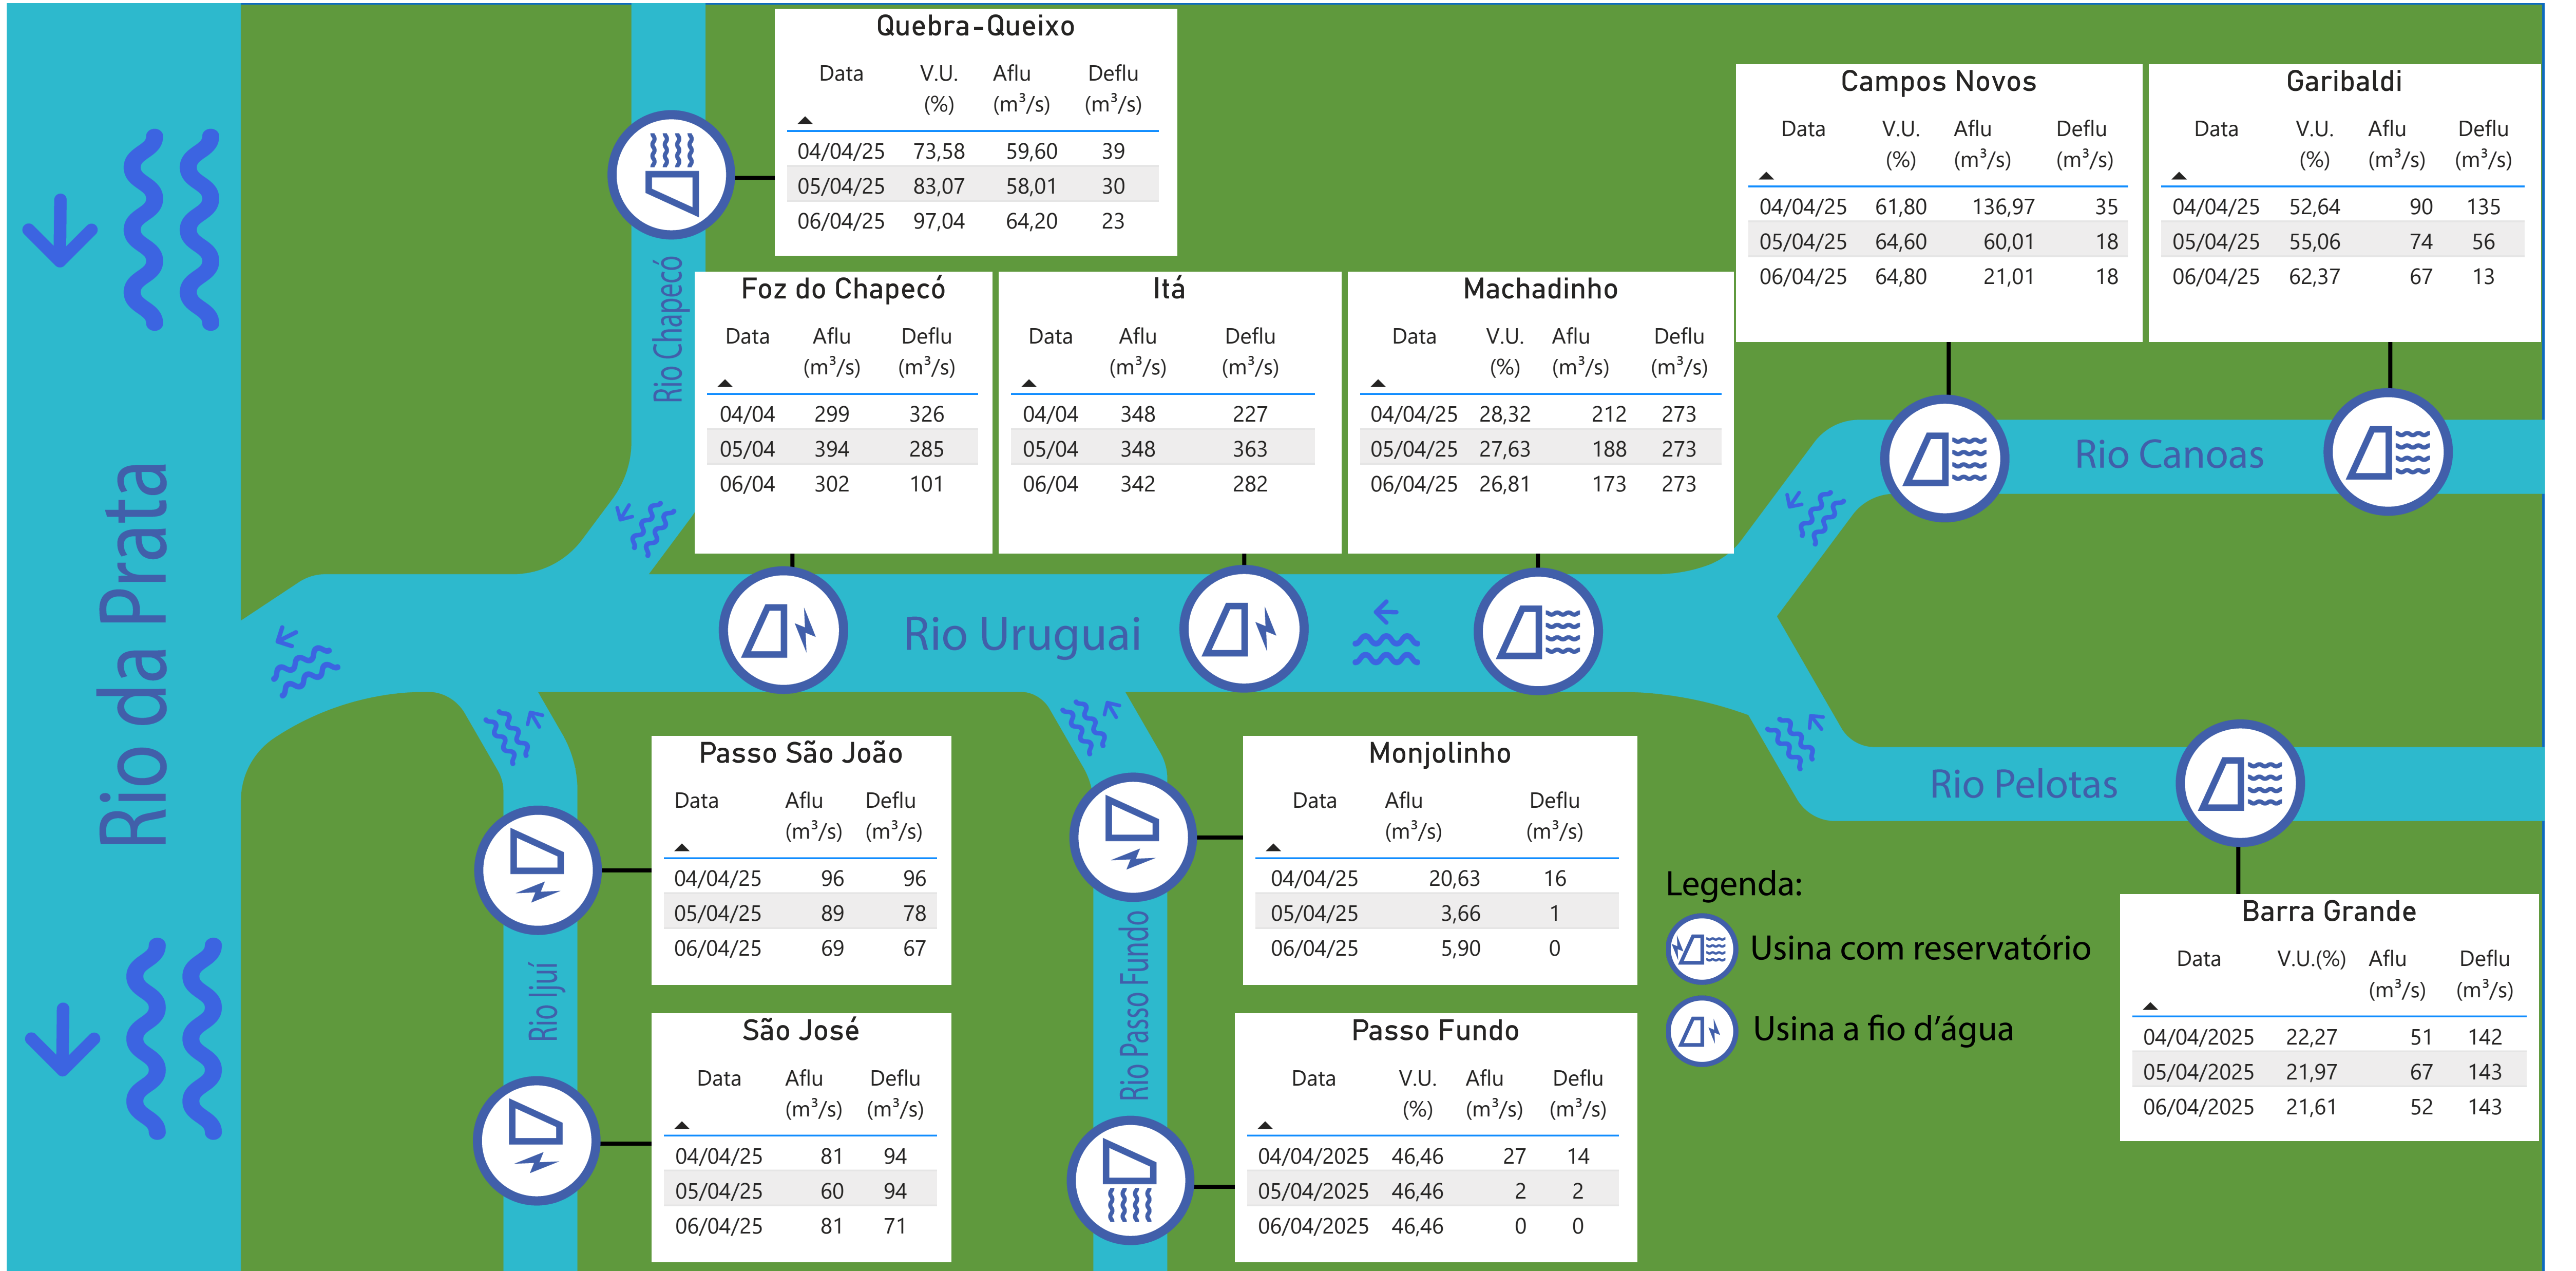 Quebra-Queixo
Data V.U. (%) Aflu (m³/s) Deflu (m³/s)
04/04/25 73,58 59,60 39
05/04/25 83,07 58,01 30
06/04/25 97,04 64,20 23
Campos Novos
Data V.U. (%) Aflu (m³/s) Deflu (m³/s)
04/04/25 61,80 136,97 35
05/04/25 64,60 60,01 18
06/04/25 64,80 21,01 18
Garibaldi
Data V.U. (%) Aflu (m³/s) Deflu (m³/s)
04/04/25 52,64 90 135
05/04/25 55,06 74 56
06/04/25 62,37 67 13
Rio Chapecó
Foz do Chapecó
Data Aflu (m³/s) Deflu (m³/s)
04/04 299 326
05/04 394 285
06/04 302 101
Itá
Data Aflu (m³/s) Deflu (m³/s)
04/04 348 227
05/04 348 363
06/04 342 282
Machadinho
Data V.U. (%) Aflu (m³/s) Deflu (m³/s)
04/04/25 28,32 212 273
05/04/25 27,63 188 273
06/04/25 26,81 173 273
Rio Canoas
Rio da Prata
Rio Uruguai
Rio Pelotas
Passo São João
Data Aflu (m³/s) Deflu (m³/s)
04/04/25 96 96
05/04/25 89 78
06/04/25 69 67
Monjolinho
Data Aflu (m³/s) Deflu (m³/s)
04/04/25 20,63 16
05/04/25 3,66 1
06/04/25 5,90 0
Legenda:
Usina com reservatório
Usina a fio d'água
Barra Grande
Data V.U.(%) Aflu (m³/s) Deflu (m³/s)
04/04/2025 22,27 51 142
05/04/2025 21,97 67 143
06/04/2025 21,61 52 143
Rio Ijuí
Rio Passo Fundo
São José
Data Aflu (m³/s) Deflu (m³/s)
04/04/25 81 94
05/04/25 60 94
06/04/25 81 71
Passo Fundo
Data V.U. (%) Aflu (m³/s) Deflu (m³/s)
04/04/2025 46,46 27 14
05/04/2025 46,46 2 2
06/04/2025 46,46 0 0